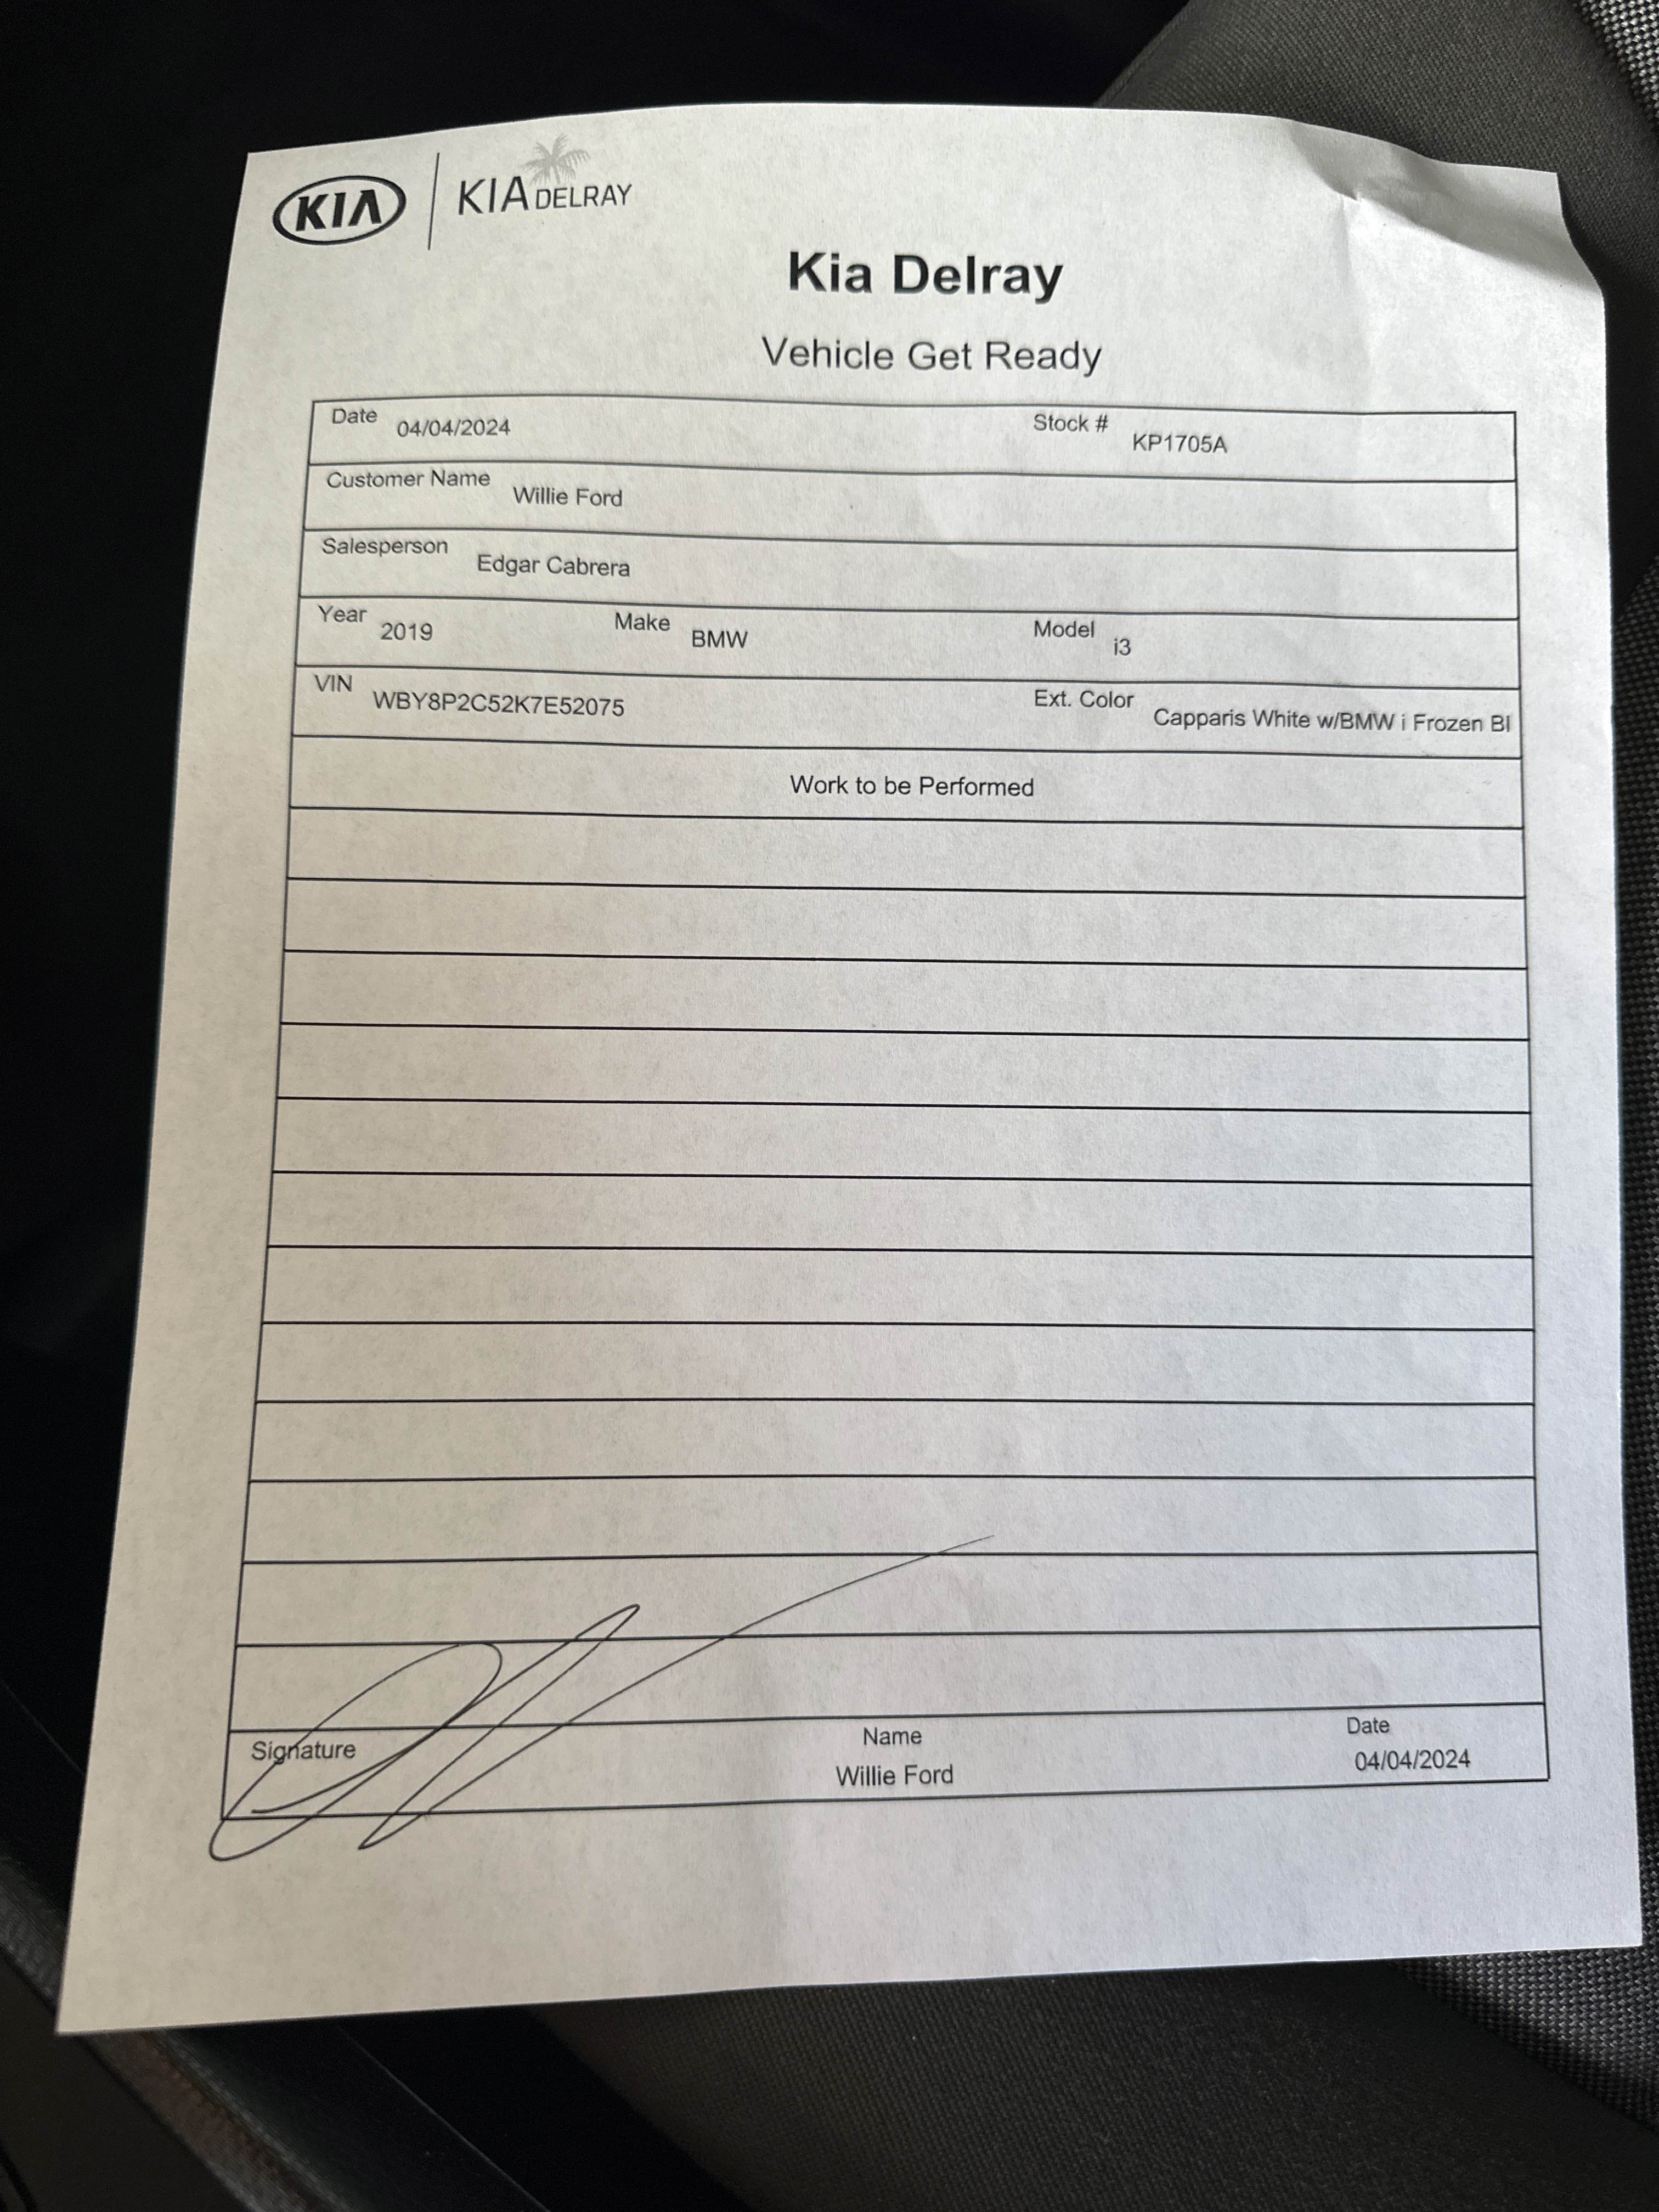 KIA KIA DELRAY
Kia Delray
Vehicle Get Ready
Date 04/04/2024 Stock # KP1705A
Customer Name Willie Ford
Salesperson Edgar Cabrera
Year 2019 Make BMW Model i3
VIN WBY8P2C52K7E52075 Ext. Color Capparis White w/BMW i Frozen Bl
Work to be Performed
Signature Name Date
Willie Ford 04/04/2024